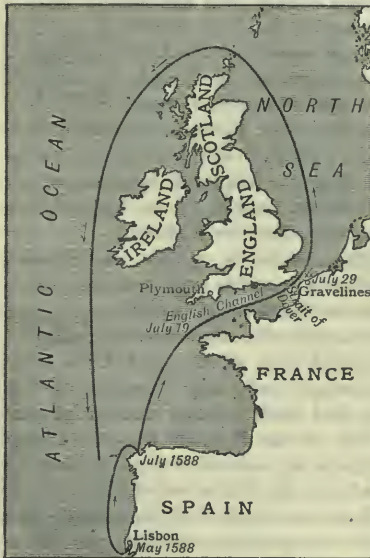 NORTH
SEA
ATLANTIC OCEAN
SCOTLAND
IRELAND
ENGLAND
Plymouth
English Channel
July 19
July 29
Gravelines
Strait of
Dover
FRANCE
July 1588
SPAIN
Lisbon
May 1588